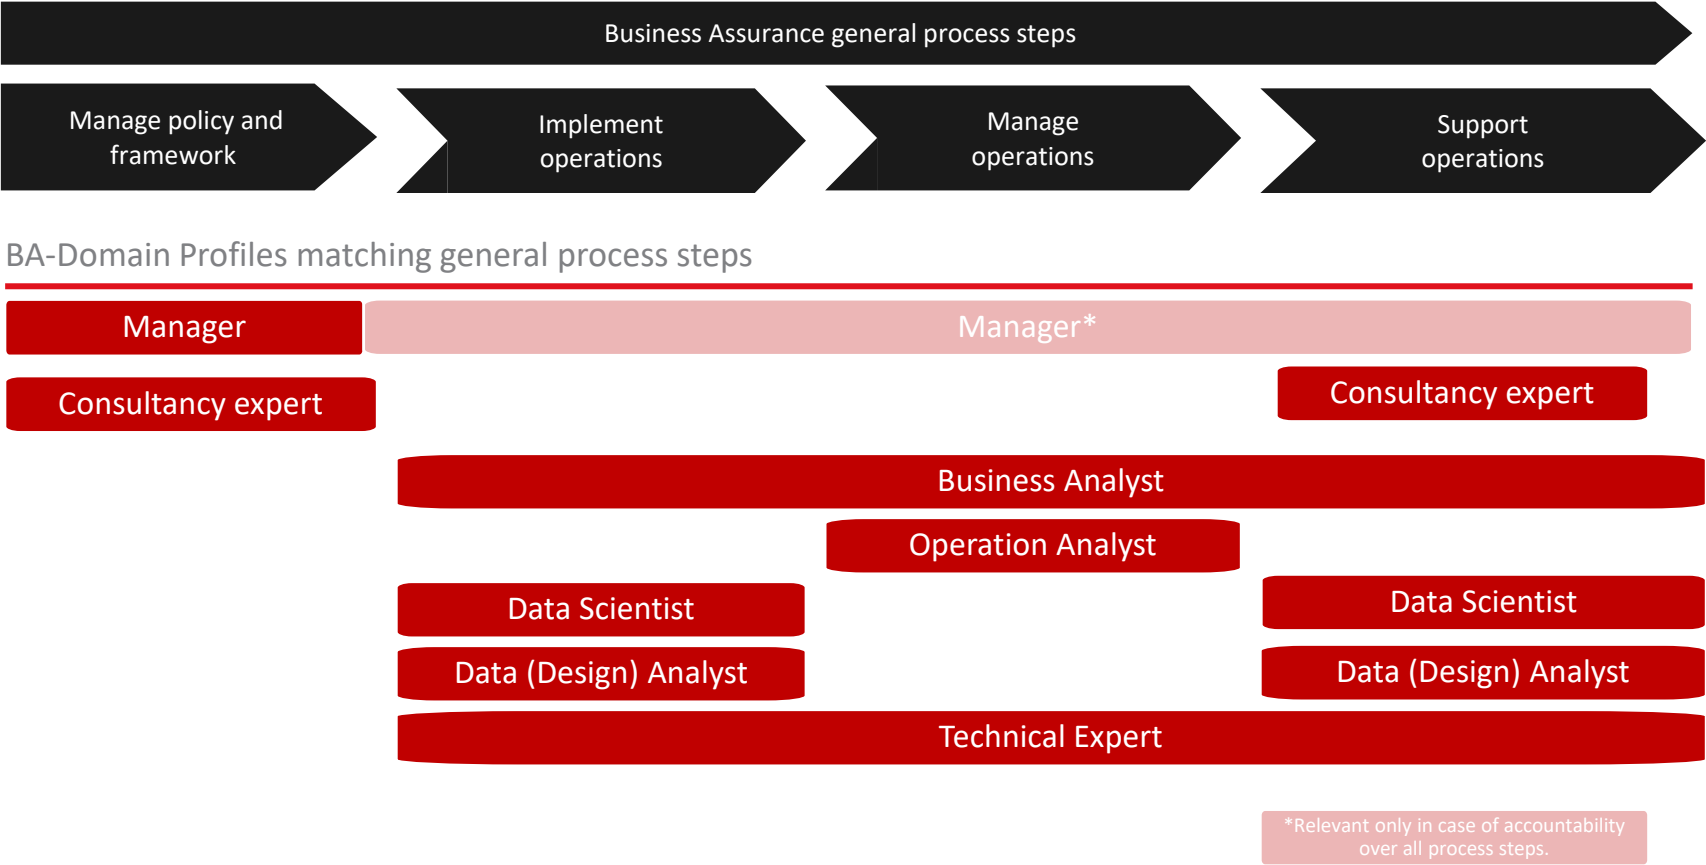 Business Assurance general process steps
Manage policy and
framework
Implement
operations
Manage
operations
Support
operations
BA-Domain Profiles matching general process steps
Manager
Manager*
Consultancy expert
Consultancy expert
Business Analyst
Operation Analyst
Data Scientist
Data Scientist
Data (Design) Analyst
Data (Design) Analyst
Technical Expert
*Relevant only in case of accountability
over all process steps.